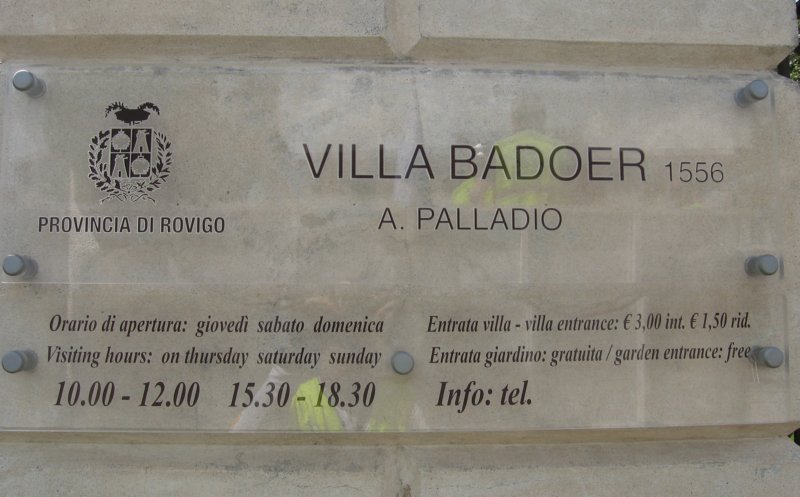 VILLA BADOER 1556
A. PALLADIO
PROVINCIA DI ROVIGO
Orario di apertura: giovedì sabato domenica
Visiting hours: on thursday saturday sunday
10.00 - 12.00 15.30 - 18.30
Entrata villa - villa entrance: € 3,00 int. € 1,50 rid.
Entrata giardino: gratuita / garden entrance: free
Info: tel.